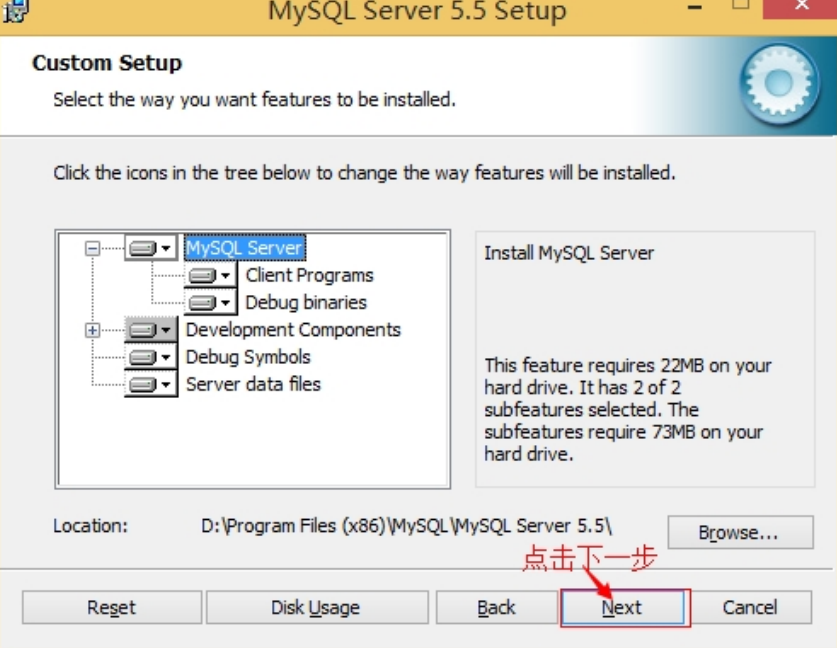 MySQL Server 5.5 Setup
Custom Setup
Select the way you want features to be installed.
Click the icons in the tree below to change the way features will be installed.
MySQL Server
Client Programs
Debug binaries
Development Components
Debug Symbols
Server data files
Install MySQL Server
This feature requires 22MB on your
hard drive. It has 2 of 2
subfeatures selected. The
subfeatures require 73MB on your
hard drive.
Location: D:\Program Files (x86)\MySQL\MySQL Server 5.5\
Browse...
点击下一步
Reset Disk Usage Back Next Cancel